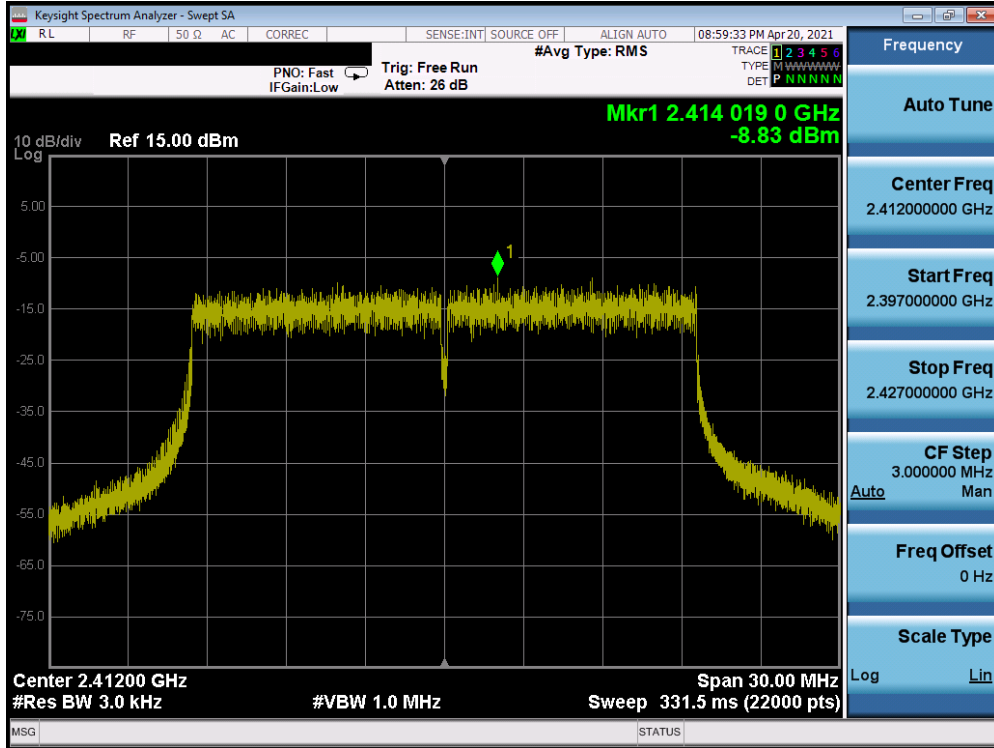 Keysight Spectrum Analyzer - Swept SA
LXI RL RF 50 Ω AC CORREC SENSE:INT SOURCE OFF ALIGN AUTO 08:59:33 PM Apr 20, 2021
#Avg Type: RMS TRACE 1 2 3 4 5 6
PNO: Fast Trig: Free Run TYPE M WWWWW
IFGain:Low Atten: 26 dB DET P N N N N N
Mkr1 2.414 019 0 GHz
10 dB/div Ref 15.00 dBm -8.83 dBm
Log
5.00
1
-5.00
-15.0
-25.0
-35.0
-45.0
-55.0
-65.0
-75.0
Center 2.41200 GHz Span 30.00 MHz
#Res BW 3.0 kHz #VBW 1.0 MHz Sweep 331.5 ms (22000 pts)
MSG STATUS
Frequency
Auto Tune
Center Freq
2.412000000 GHz
Start Freq
2.397000000 GHz
Stop Freq
2.427000000 GHz
CF Step
3.000000 MHz
Auto Man
Freq Offset
0 Hz
Scale Type
Log Lin